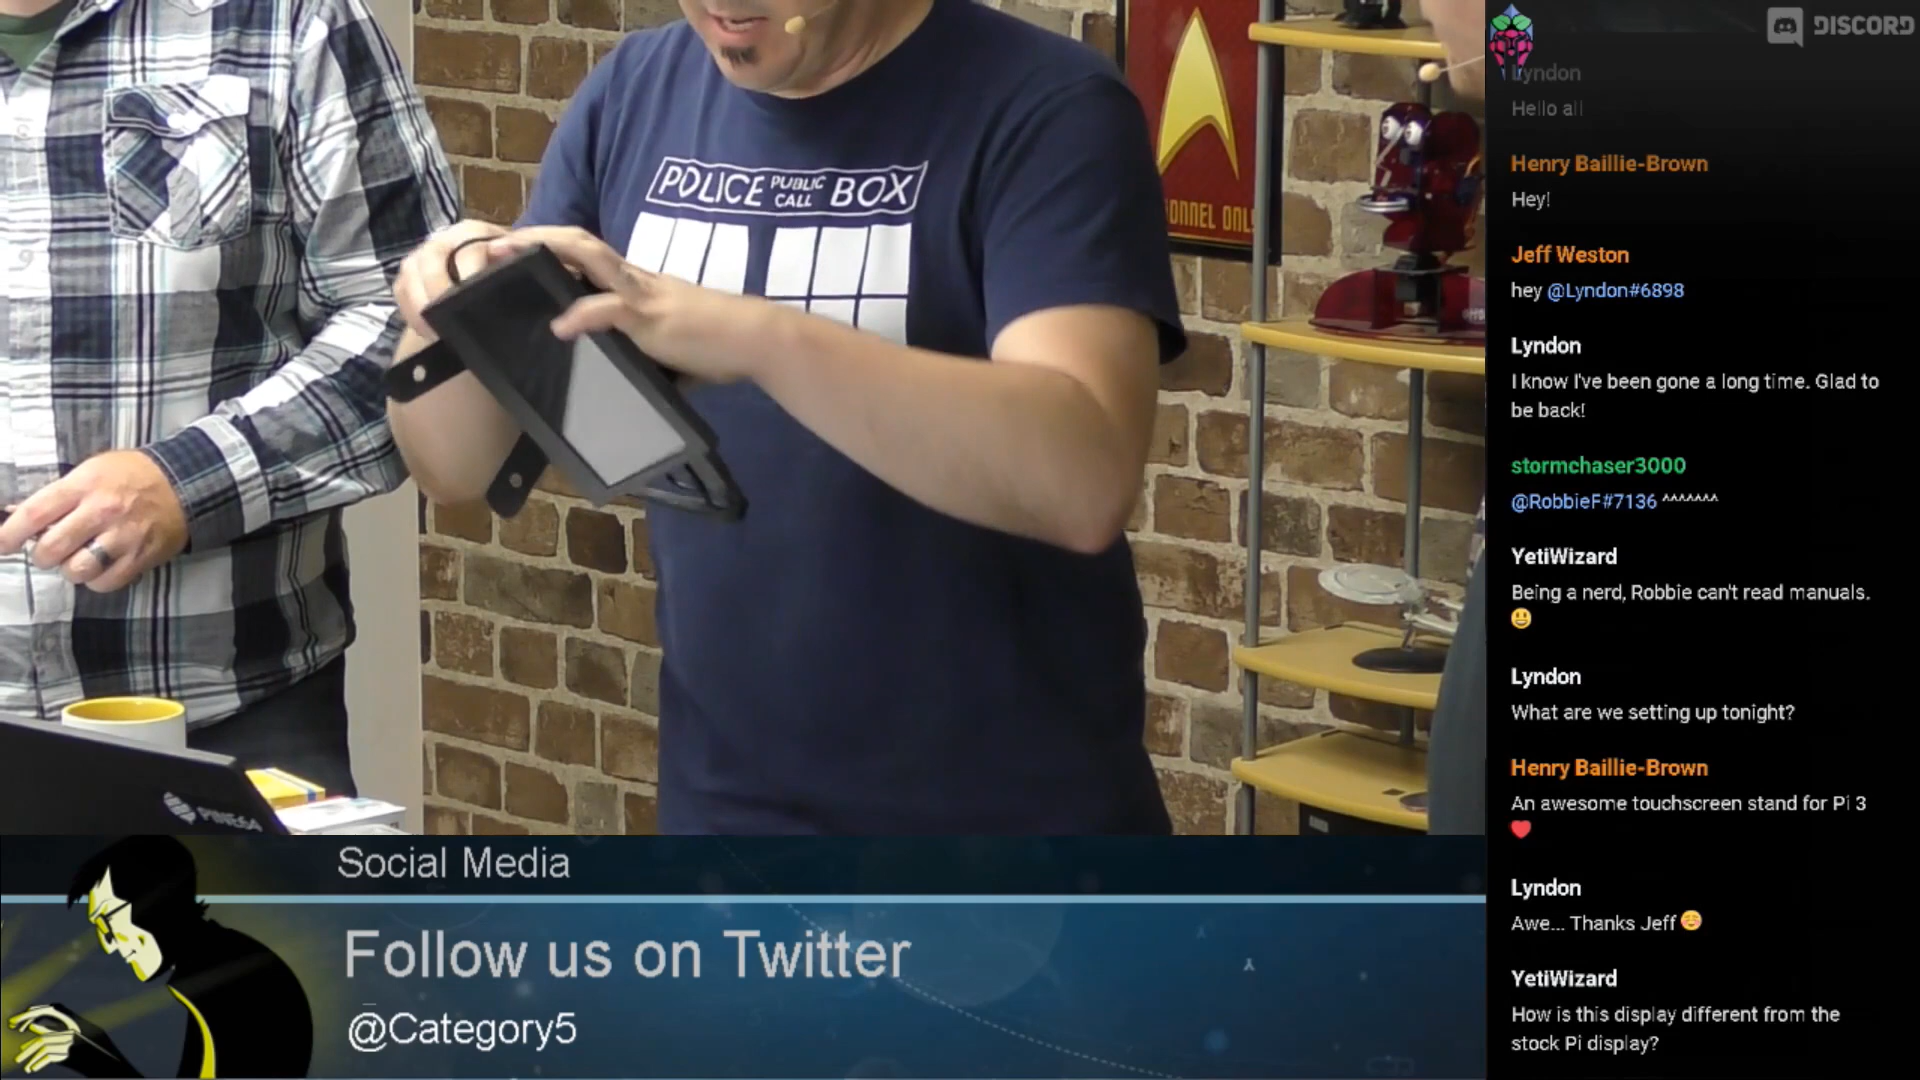 POLICE PUBLIC CALL BOX
ONNEL ONLY
PINE64
Social Media
Follow us on Twitter
@Category5
DISCORD
Lyndon
Hello all
Henry Baillie-Brown
Hey!
Jeff Weston
hey @Lyndon#6898
Lyndon
I know I've been gone a long time. Glad to
be back!
stormchaser3000
@RobbieF#7136 ^^^^^^^
YetiWizard
Being a nerd, Robbie can't read manuals.
😃
Lyndon
What are we setting up tonight?
Henry Baillie-Brown
An awesome touchscreen stand for Pi 3
❤️
Lyndon
Awe... Thanks Jeff ☺️
YetiWizard
How is this display different from the
stock Pi display?